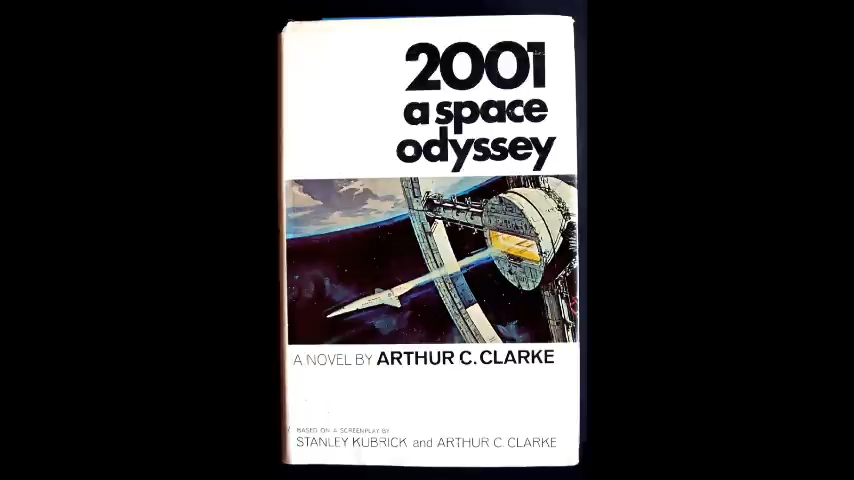 2001
a space
odyssey
A NOVEL BY ARTHUR C. CLARKE
BASED ON A SCREENPLAY BY
STANLEY KUBRICK and ARTHUR C. CLARKE